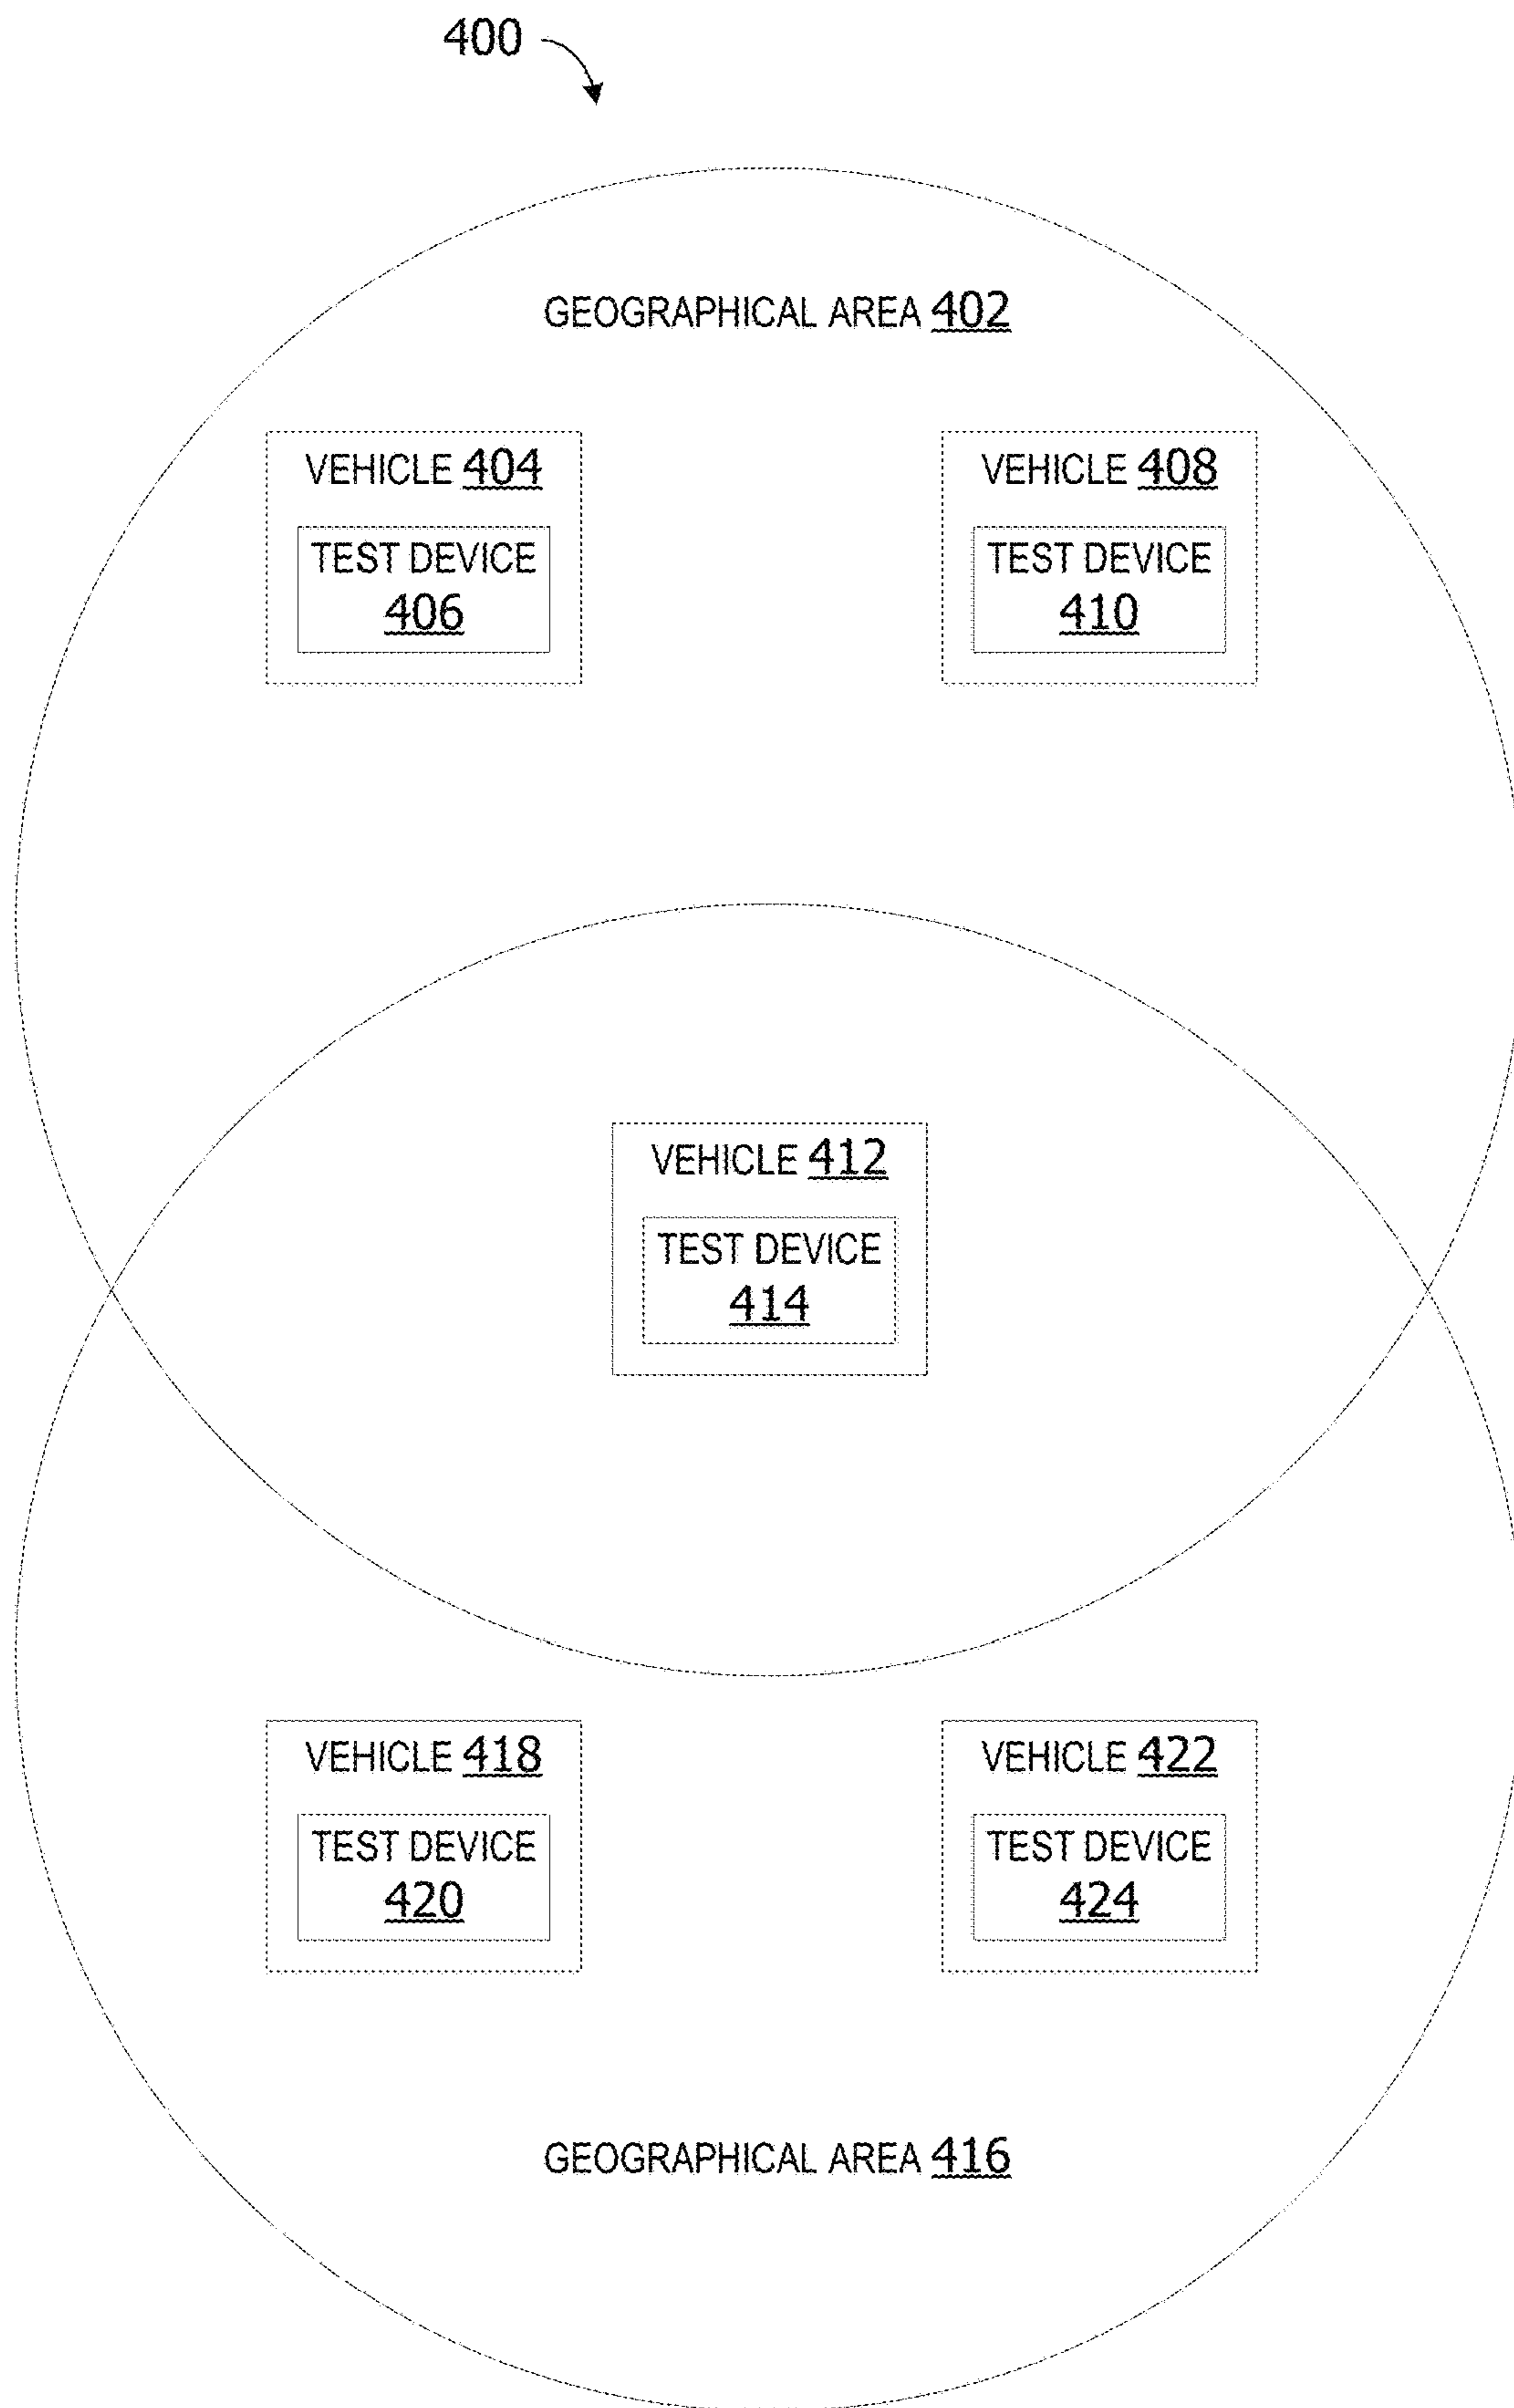 400
GEOGRAPHICAL AREA 402
VEHICLE 404
TEST DEVICE
406
VEHICLE 408
TEST DEVICE
410
VEHICLE 412
TEST DEVICE
414
VEHICLE 418
TEST DEVICE
420
VEHICLE 422
TEST DEVICE
424
GEOGRAPHICAL AREA 416